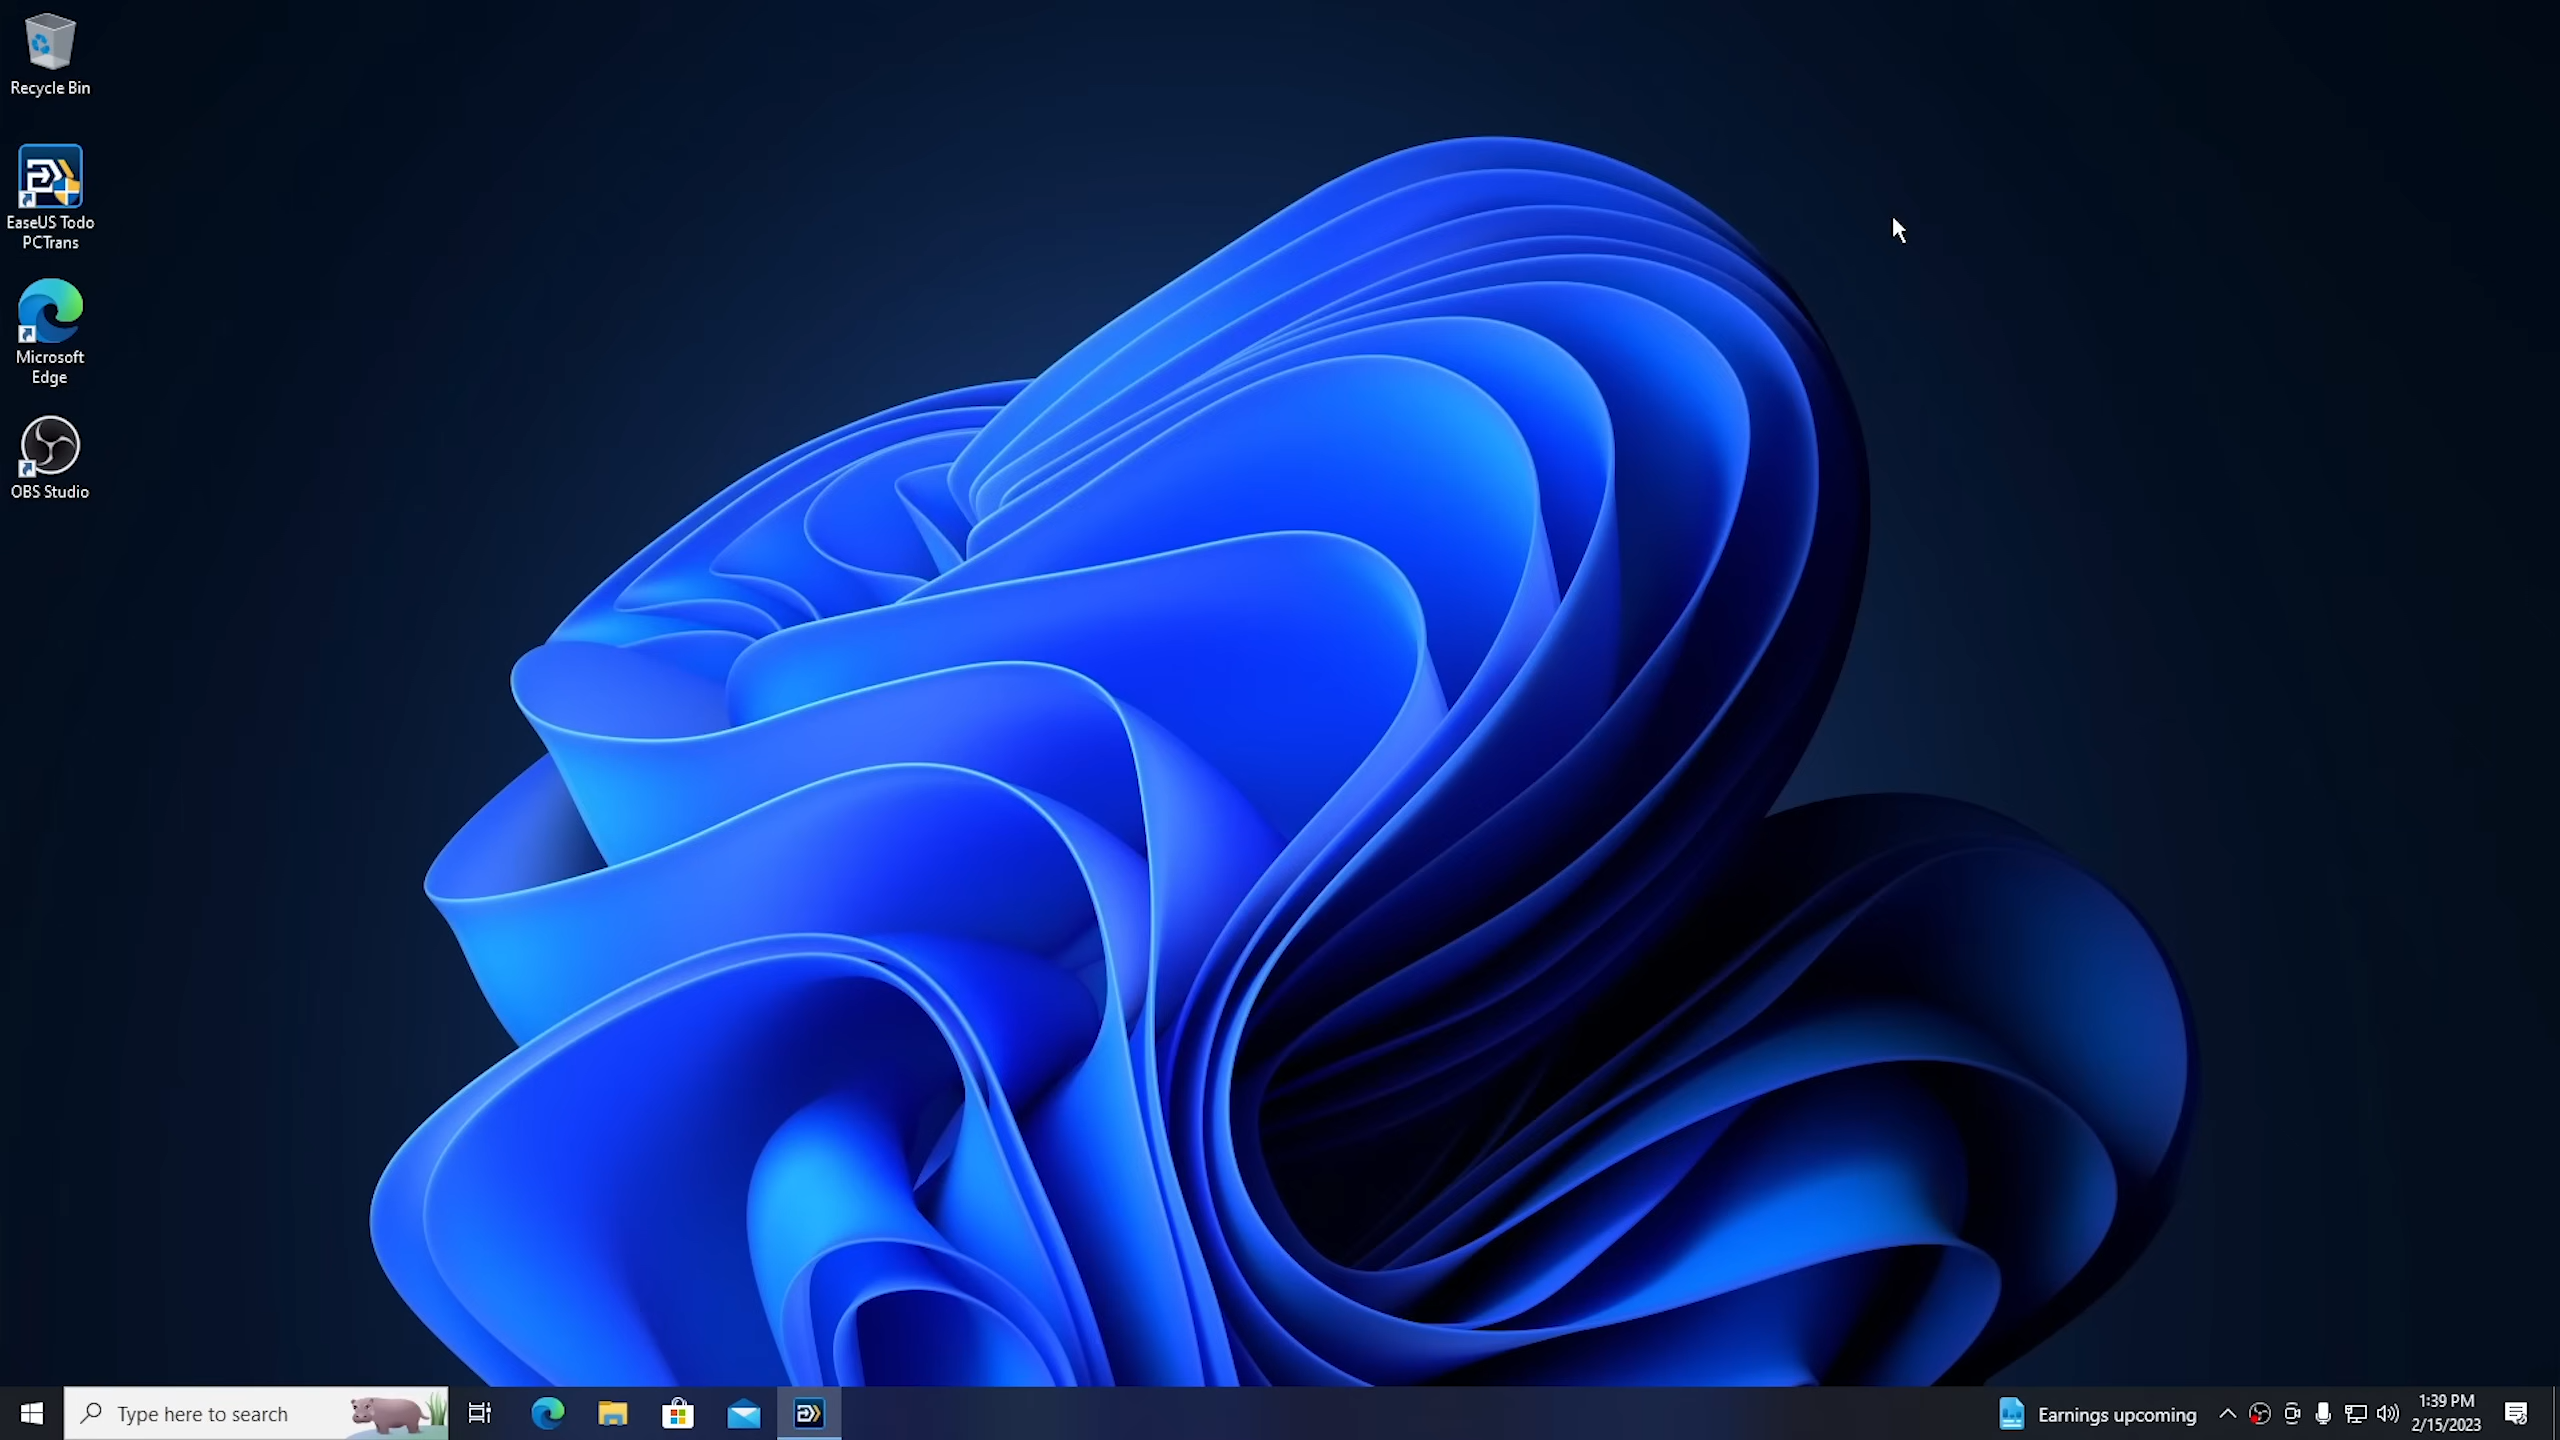 Recycle Bin
EaseUS Todo
PCTrans
Microsoft
Edge
OBS Studio
Type here to search
Earnings upcoming
1:39 PM
2/15/2023